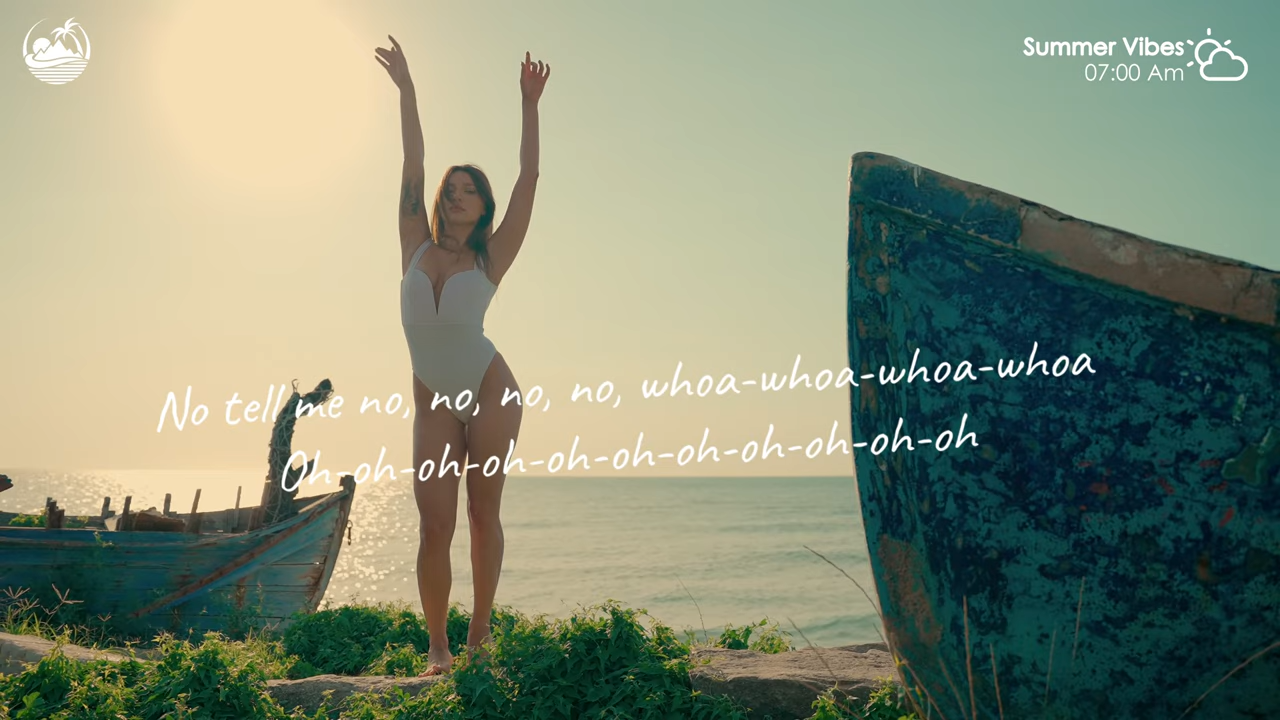 Summer Vibes
07:00 Am
No tell me no, no, no, no, whoa-whoa-whoa-whoa
Oh-oh-oh-oh-oh-oh-oh-oh-oh-oh-oh